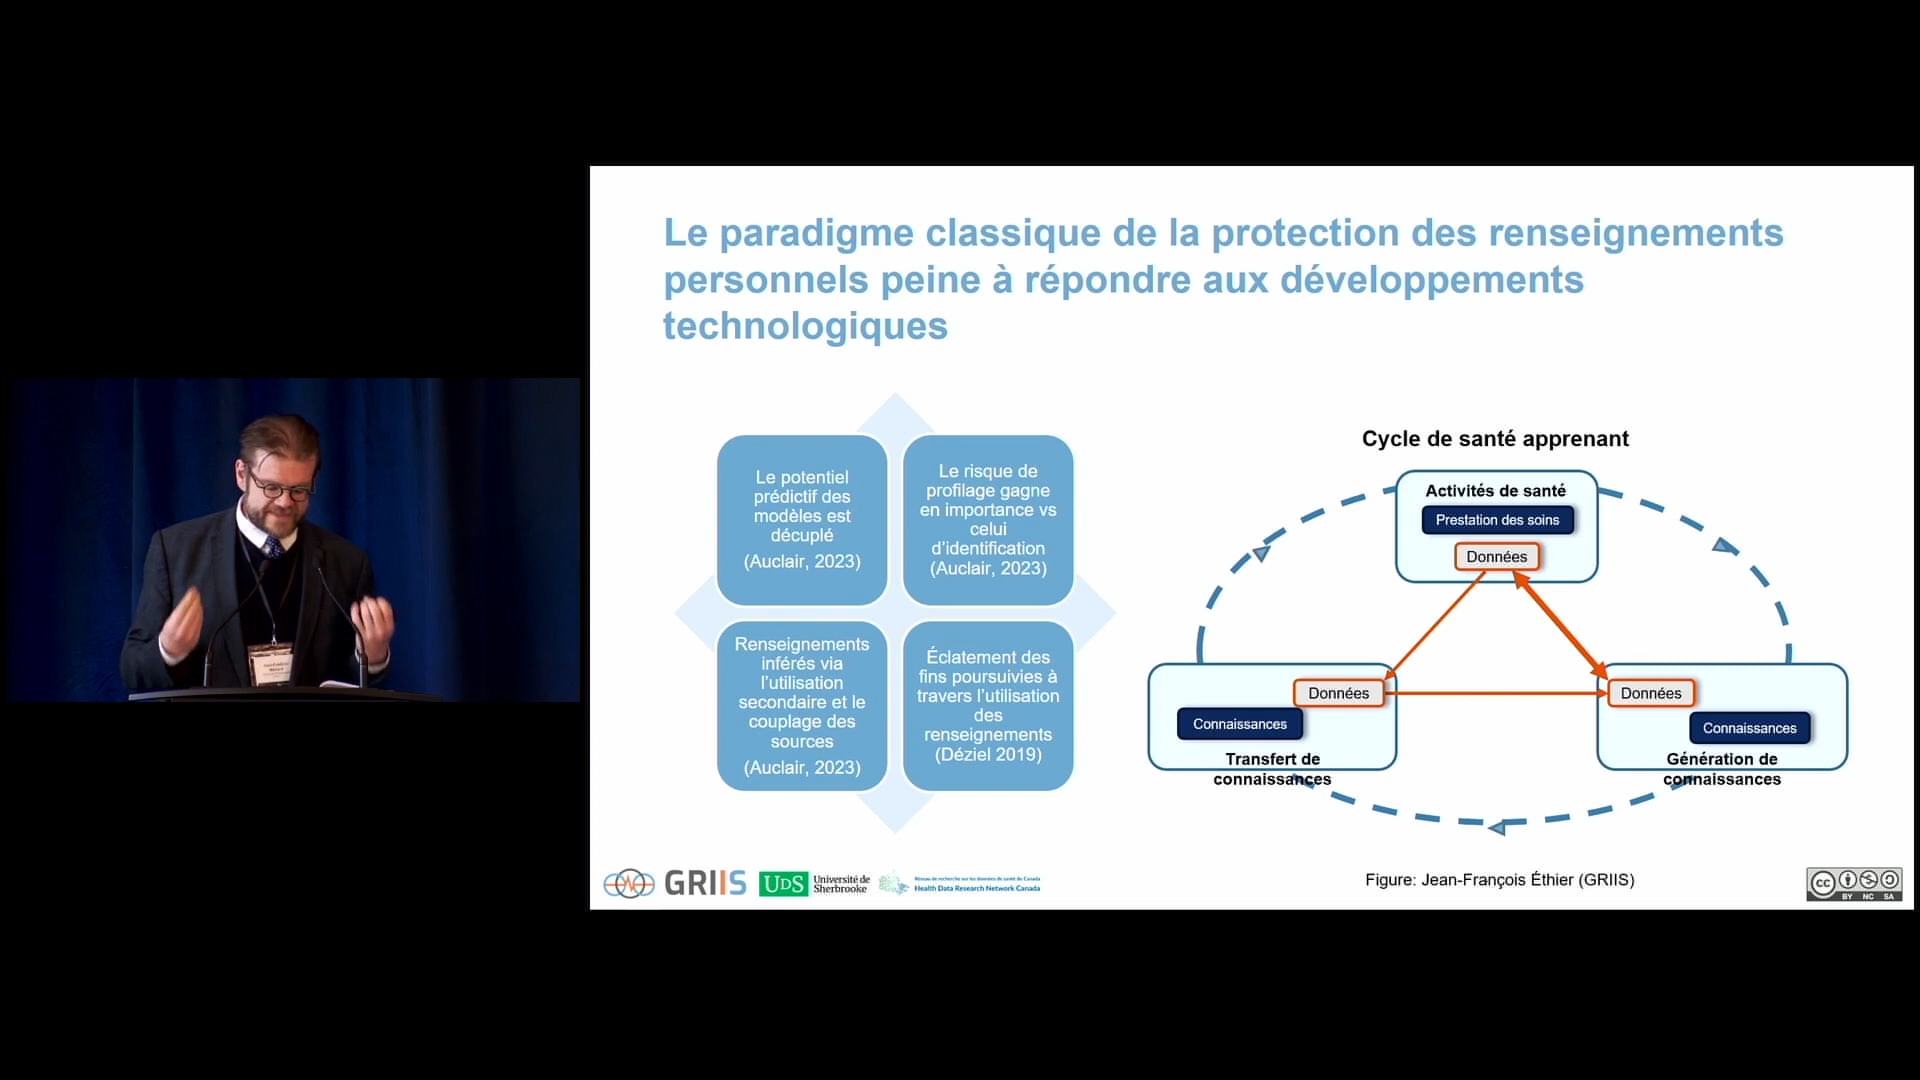 Le paradigme classique de la protection des renseignements
personnels peine à répondre aux développements
technologiques
Le potentiel
prédictif des
modèles est
décuplé
(Auclair, 2023)
Le risque de
profilage gagne
en importance vs
celui
d’identification
(Auclair, 2023)
Renseignements
inférés via
l’utilisation
secondaire et le
couplage des
sources
(Auclair, 2023)
Éclatement des
fins poursuivies à
travers l’utilisation
des
renseignements
(Déziel 2019)
Cycle de santé apprenant
Activités de santé
Prestation des soins
Données
Données
Connaissances
Transfert de
connaissances
Données
Connaissances
Génération de
connaissances
GRIIS
UDS
Université de
Sherbrooke
Réseau de recherche sur les données de santé du Canada
Health Data Research Network Canada
Figure: Jean-François Éthier (GRIIS)
cc
BY NC SA